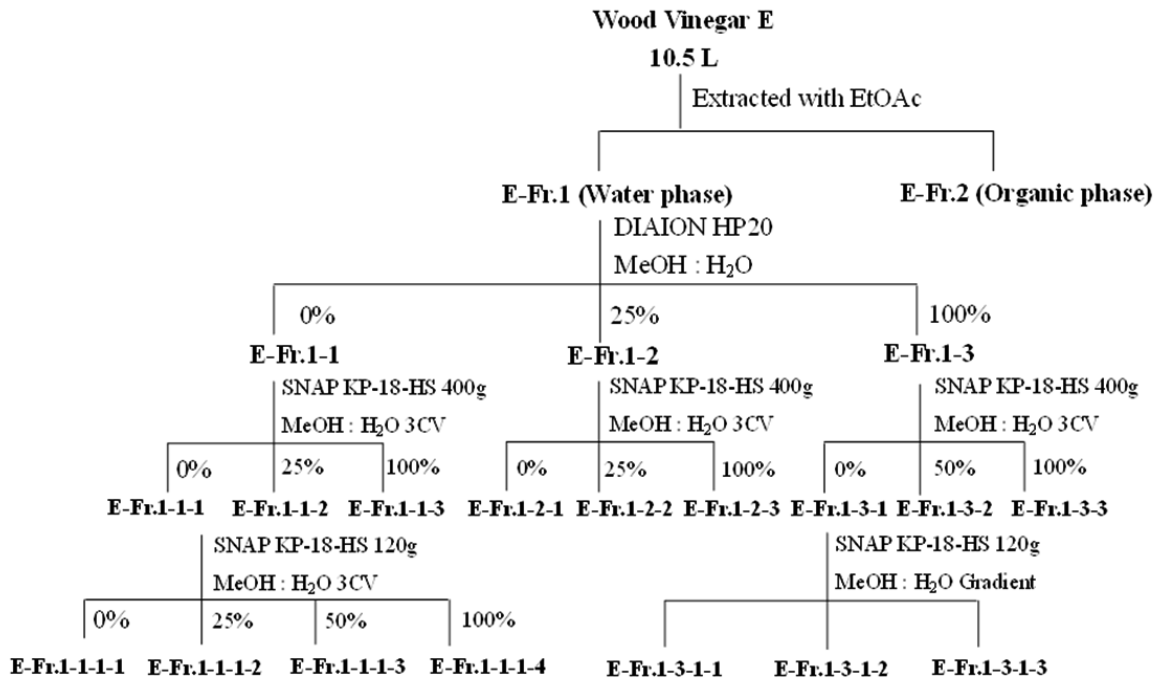 Wood Vinegar E
10.5 L
Extracted with EtOAc
E-Fr.1 (Water phase)
E-Fr.2 (Organic phase)
DIAION HP20
MeOH : H₂O
0%
25%
100%
E-Fr.1-1
E-Fr.1-2
E-Fr.1-3
SNAP KP-18-HS 400g
MeOH : H₂O 3CV
SNAP KP-18-HS 400g
MeOH : H₂O 3CV
SNAP KP-18-HS 400g
MeOH : H₂O 3CV
0%
25%
100%
0%
25%
100%
0%
50%
100%
E-Fr.1-1-1
E-Fr.1-1-2
E-Fr.1-1-3
E-Fr.1-2-1
E-Fr.1-2-2
E-Fr.1-2-3
E-Fr.1-3-1
E-Fr.1-3-2
E-Fr.1-3-3
SNAP KP-18-HS 120g
MeOH : H₂O 3CV
SNAP KP-18-HS 120g
MeOH : H₂O Gradient
0%
25%
50%
100%
E-Fr.1-1-1-1
E-Fr.1-1-1-2
E-Fr.1-1-1-3
E-Fr.1-1-1-4
E-Fr.1-3-1-1
E-Fr.1-3-1-2
E-Fr.1-3-1-3